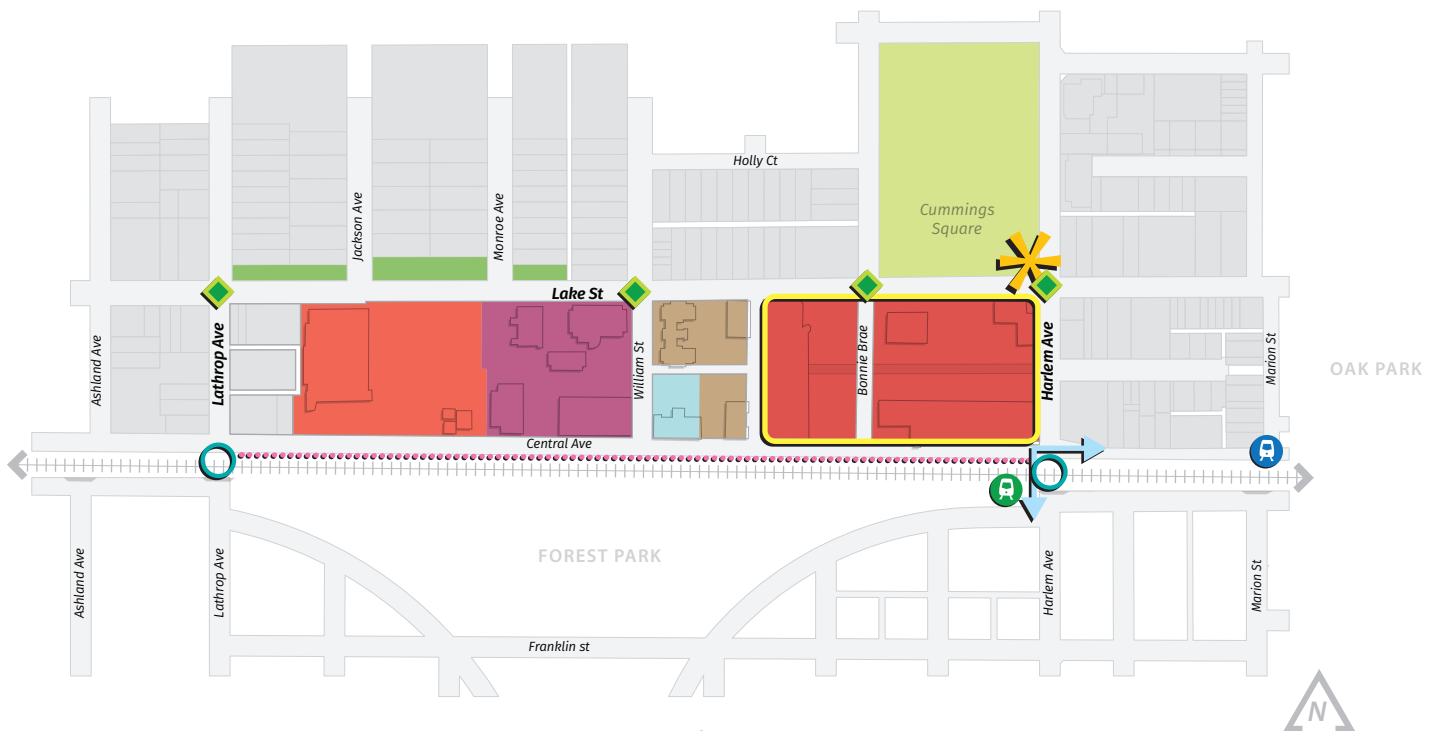 Holly Ct
Jackson Ave
Monroe Ave
Cummings
Square
Lake St
Ashland Ave
Lathrop Ave
William St
Bonnie Brae
Harlem Ave
Marion St
OAK PARK
Central Ave
FOREST PARK
Ashland Ave
Lathrop Ave
Harlem Ave
Marion St
Franklin st
N